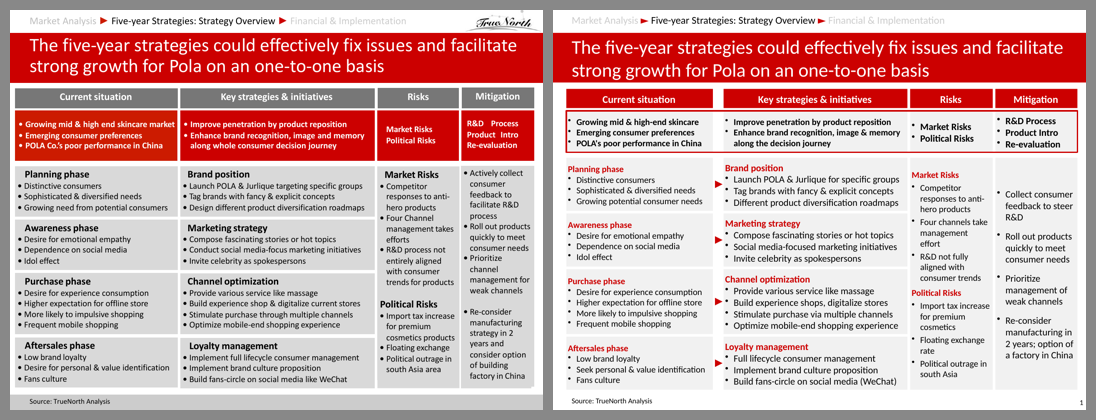 Market Analysis ► Five-year Strategies: Strategy Overview ► Financial & Implementation
TrueNorth
The five-year strategies could effectively fix issues and facilitate
strong growth for Pola on an one-to-one basis
Current situation
Key strategies & initiatives
Risks
Mitigation
• Growing mid & high end skincare market
• Emerging consumer preferences
• POLA Co.'s poor performance in China
• Improve penetration by product reposition
• Enhance brand recognition, image and memory
along whole consumer decision journey
Market Risks
Political Risks
R&D Process
Product Intro
Re-evaluation
Planning phase
• Distinctive consumers
• Sophisticated & diversified needs
• Growing need from potential consumers
Awareness phase
• Desire for emotional empathy
• Dependence on social media
• Idol effect
Purchase phase
• Desire for experience consumption
• Higher expectation for offline store
• More likely to impulsive shopping
• Frequent mobile shopping
Aftersales phase
• Low brand loyalty
• Desire for personal & value identification
• Fans culture
Brand position
• Launch POLA & Jurlique targeting specific groups
• Tag brands with fancy & explicit concepts
• Design different product diversification roadmaps
Marketing strategy
• Compose fascinating stories or hot topics
• Conduct social media-focus marketing initiatives
• Invite celebrity as spokespersons
Channel optimization
• Provide various service like massage
• Build experience shop & digitalize current stores
• Stimulate purchase through multiple channels
• Optimize mobile-end shopping experience
Loyalty management
• Implement full lifecycle consumer management
• Implement brand culture proposition
• Build fans-circle on social media like WeChat
Market Risks
• Competitor
responses to anti-
hero products
• Four Channel
management takes
efforts
• R&D process not
entirely aligned
with consumer
trends for products
Political Risks
• Import tax increase
for premium
cosmetics products
• Floating exchange
• Political outrage in
south Asia area
• Actively collect
consumer
feedback to
facilitate R&D
process
• Roll out products
quickly to meet
consumer needs
• Prioritize
channel
management for
weak channels
• Re-consider
manufacturing
strategy in 2
years and
consider option
of building
factory in China
Source: TrueNorth Analysis
Market Analysis ► Five-year Strategies: Strategy Overview ► Financial & Implementation
The five-year strategies could effectively fix issues and facilitate
strong growth for Pola on an one-to-one basis
Current situation
Key strategies & initiatives
Risks
Mitigation
• Growing mid & high-end skincare
• Emerging consumer preferences
• POLA's poor performance in China
• Improve penetration by product reposition
• Enhance brand recognition, image & memory
along the decision journey
• Market Risks
• Political Risks
• R&D Process
• Product Intro
• Re-evaluation
Planning phase
• Distinctive consumers
• Sophisticated & diversified needs
• Growing potential consumer needs
Awareness phase
• Desire for emotional empathy
• Dependence on social media
• Idol effect
Purchase phase
• Desire for experience consumption
• Higher expectations for offline store
• More likely to impulsive shopping
• Frequent mobile shopping
Aftersales phase
• Low brand loyalty
• Seek personal & value identification
• Fans culture
Brand position
• Launch POLA & Jurlique for specific groups
• Tag brands with fancy & explicit concepts
• Different product diversification roadmaps
Marketing strategy
• Compose fascinating stories or hot topics
• Social media-focused marketing initiatives
• Invite celebrity as spokespersons
Channel optimization
• Provide various service like massage
• Build experience shops, digitalize stores
• Stimulate purchase via multiple channels
• Optimize mobile-end shopping experience
Loyalty management
• Full lifecycle consumer management
• Implement brand culture proposition
• Build fans-circle on social media (WeChat)
Market Risks
• Competitor
responses to anti-
hero products
• Four channels take
management
effort
• R&D not fully
aligned with
consumer trends
Political Risks
• Import tax increase
for premium
cosmetics
• Floating exchange
rate
• Political outrage in
south Asia
• Collect consumer
feedback to steer
R&D
• Roll out products
quickly to meet
consumer needs
• Prioritize
management of
weak channels
• Re-consider
manufacturing in
2 years; option of
a factory in China
Source: TrueNorth Analysis
1